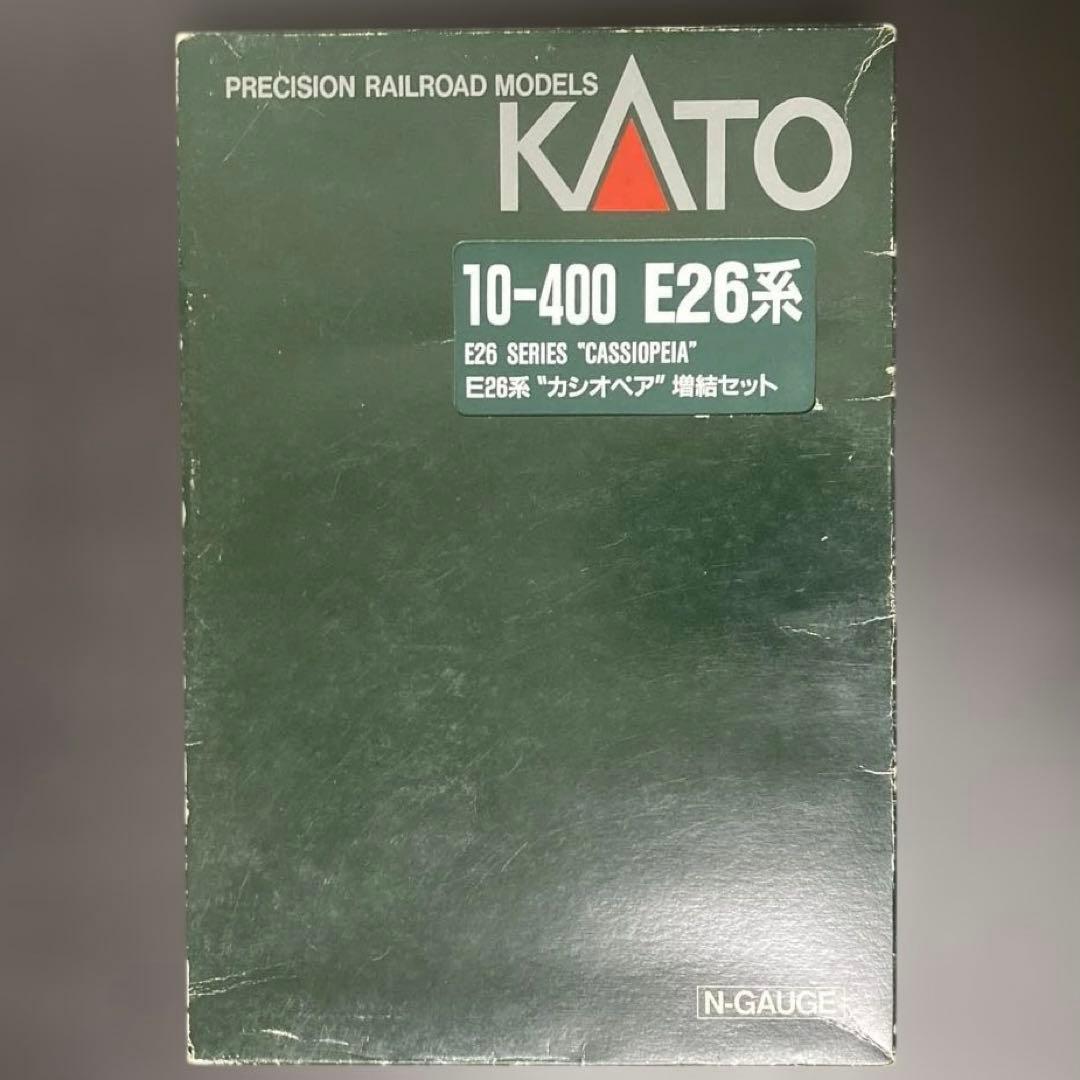 PRECISION RAILROAD MODELS
KATO
10-400 E26系
E26 SERIES "CASSIOPEIA"
E26系 "カシオペア" 増結セット
N-GAUGE